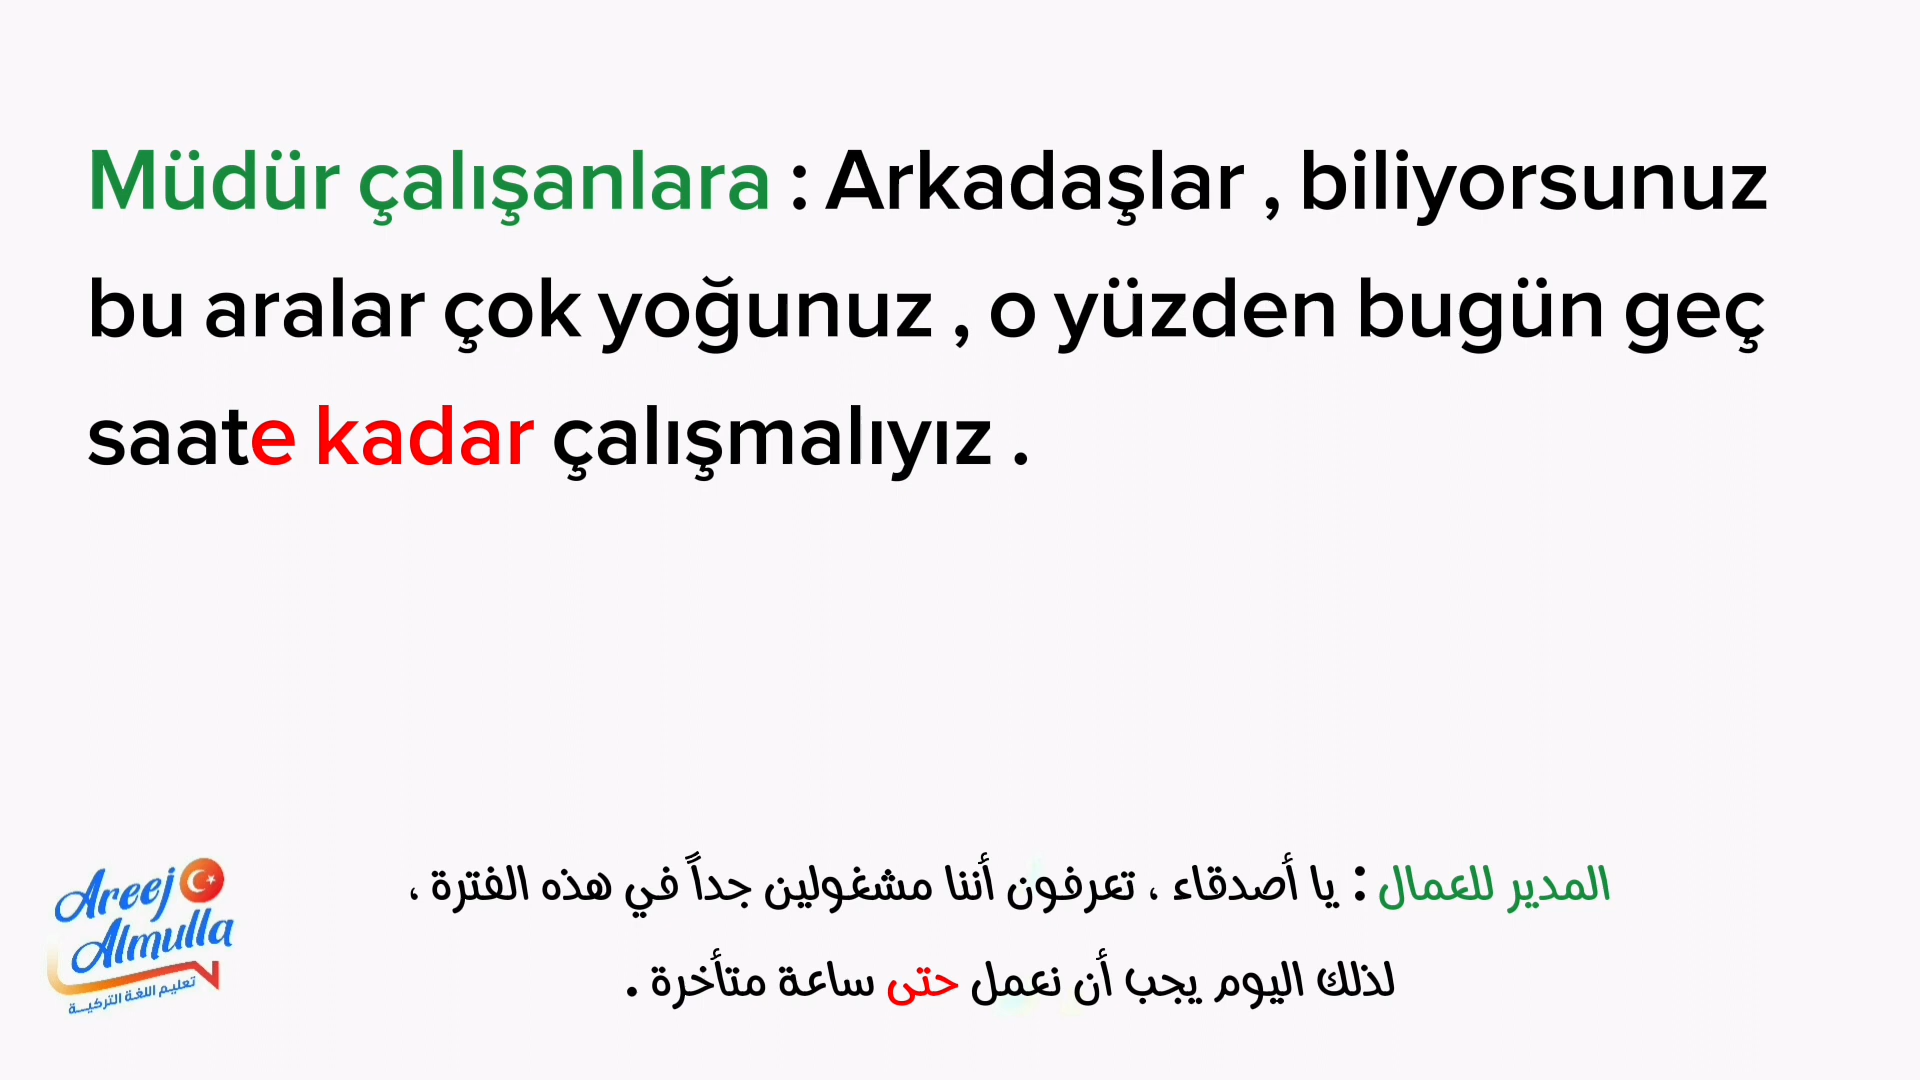 Müdür çalışanlara : Arkadaşlar , biliyorsunuz
bu aralar çok yoğunuz , o yüzden bugün geç
saate kadar çalışmalıyız .
المدير للعمال : يا أصدقاء ، تعرفون أننا مشغولين جداً في هذه الفترة ،
لذلك اليوم يجب أن نعمل حتى ساعة متأخرة .
Areej
Almulla
تعليم اللغة التركيـة